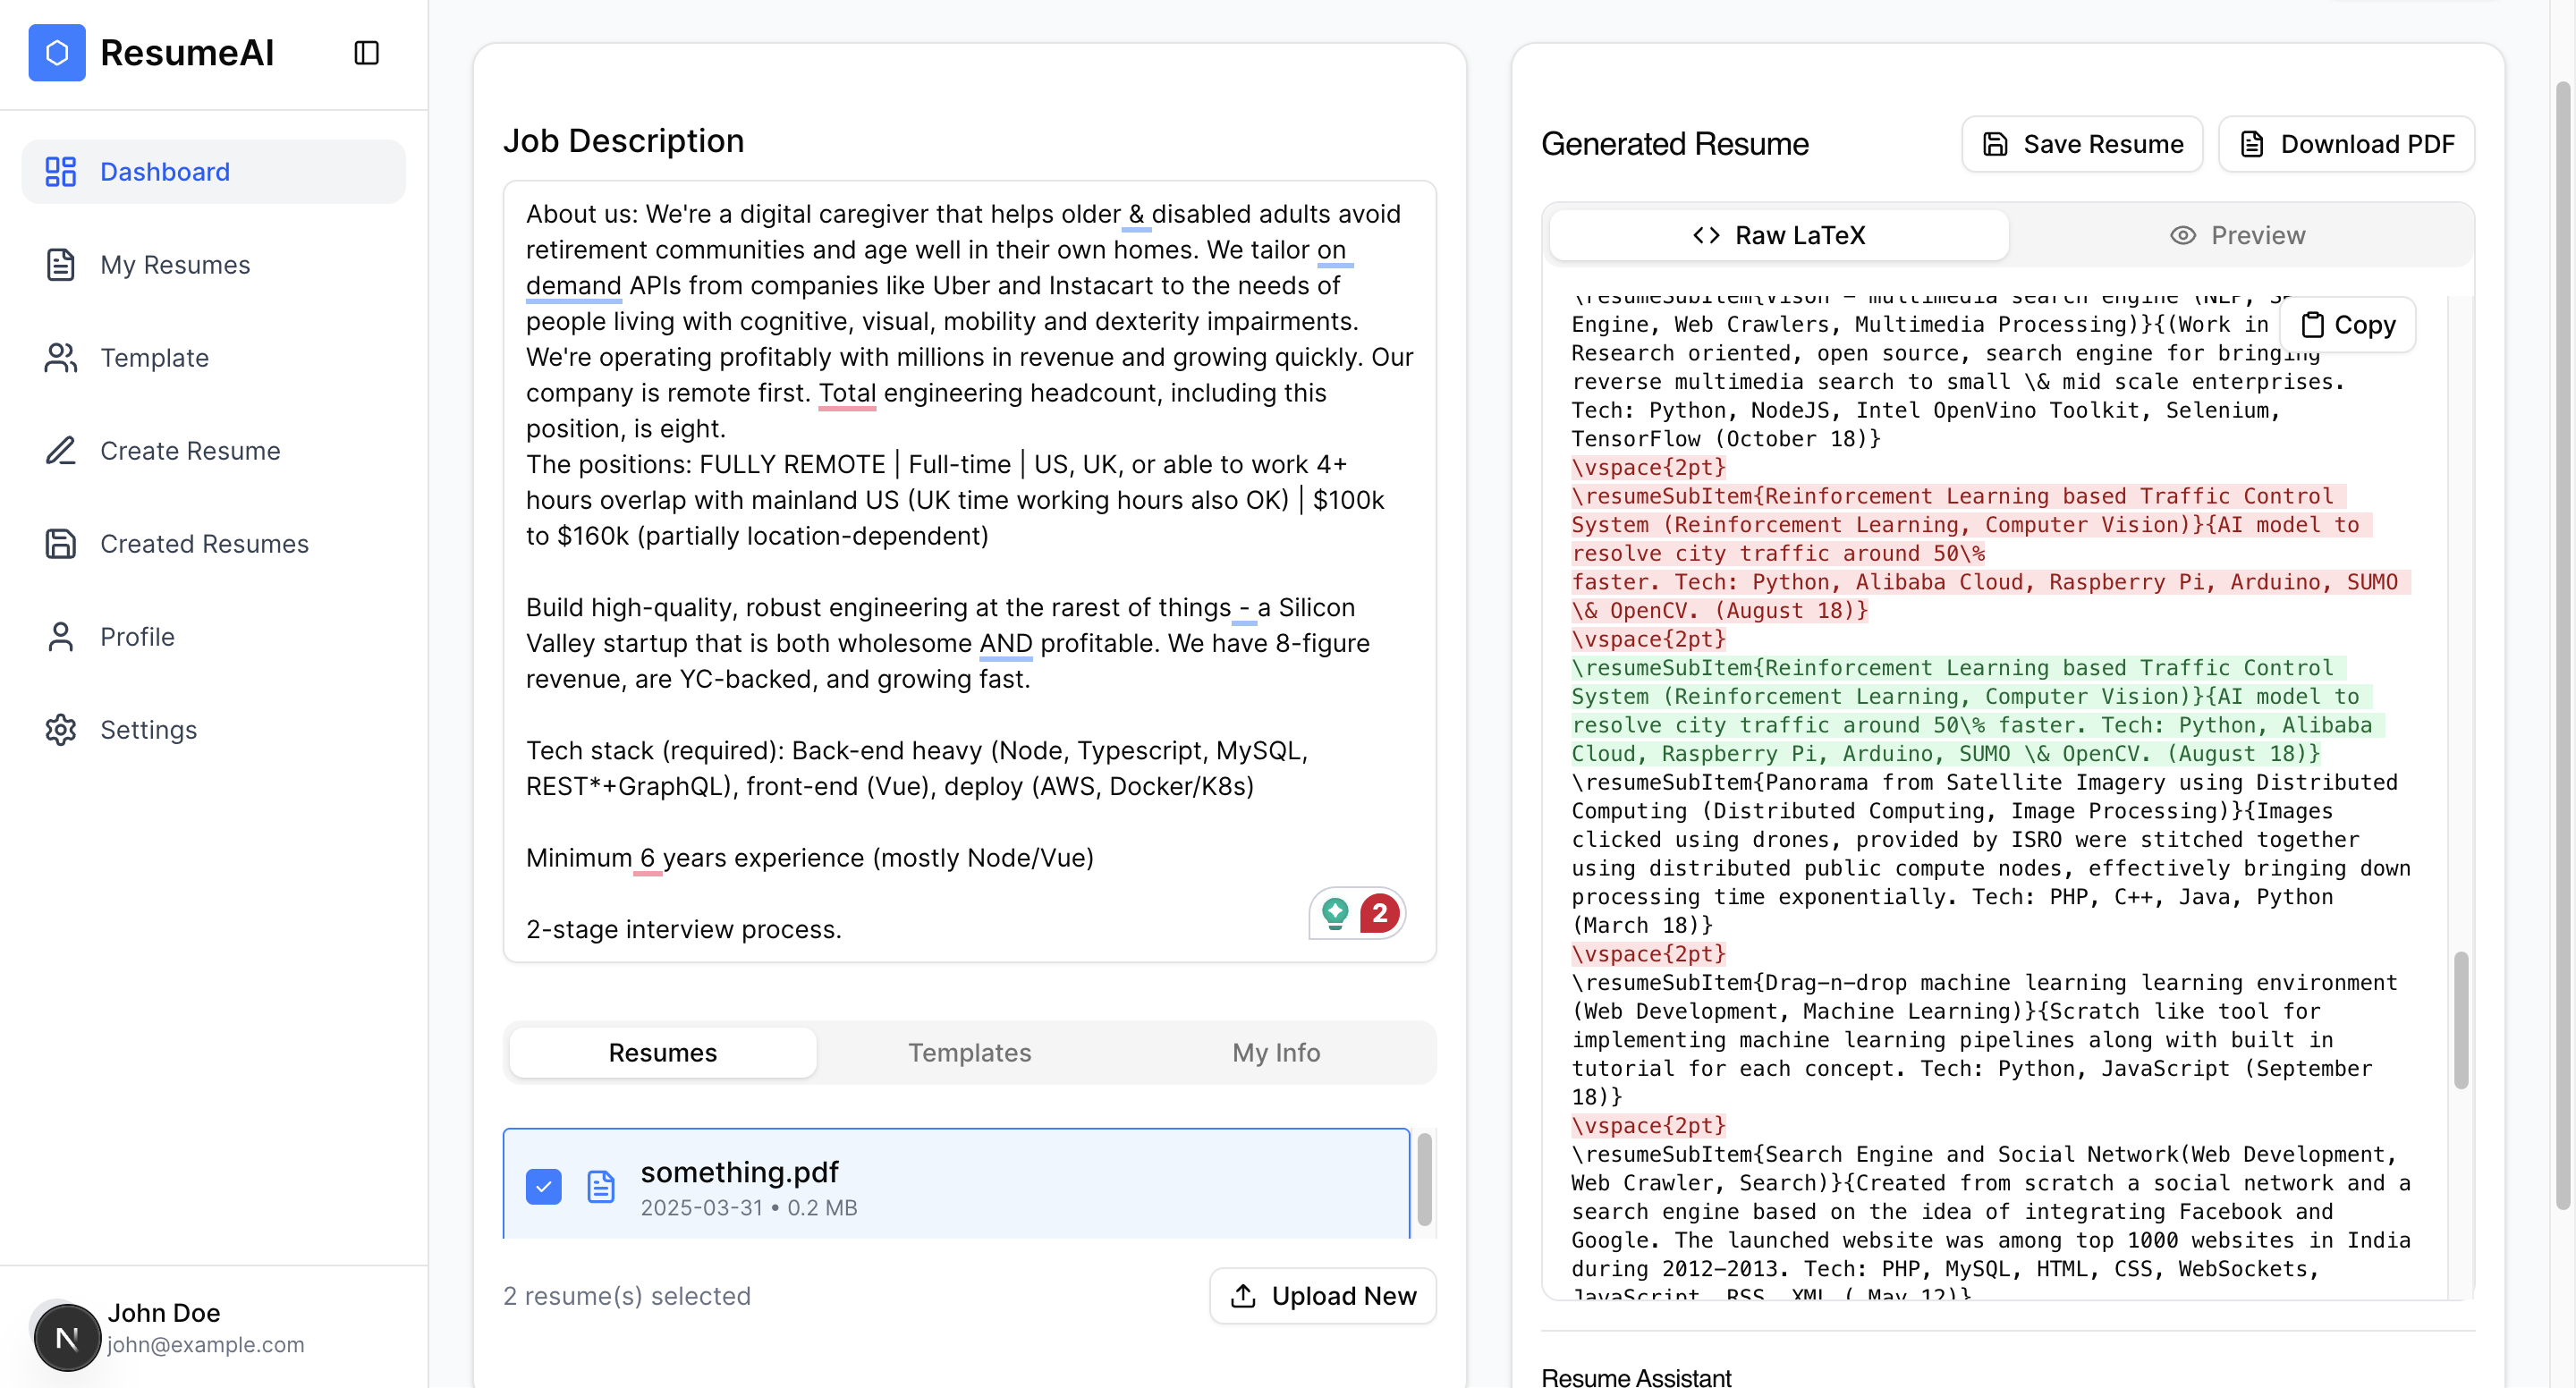 ResumeAI
Dashboard
My Resumes
Template
Create Resume
Created Resumes
Profile
Settings
N
John Doe
john@example.com
Job Description
About us: We're a digital caregiver that helps older & disabled adults avoid
retirement communities and age well in their own homes. We tailor on
demand APIs from companies like Uber and Instacart to the needs of
people living with cognitive, visual, mobility and dexterity impairments.
We're operating profitably with millions in revenue and growing quickly. Our
company is remote first. Total engineering headcount, including this
position, is eight.
The positions: FULLY REMOTE | Full-time | US, UK, or able to work 4+
hours overlap with mainland US (UK time working hours also OK) | $100k
to $160k (partially location-dependent)
Build high-quality, robust engineering at the rarest of things - a Silicon
Valley startup that is both wholesome AND profitable. We have 8-figure
revenue, are YC-backed, and growing fast.
Tech stack (required): Back-end heavy (Node, Typescript, MySQL,
REST*+GraphQL), front-end (Vue), deploy (AWS, Docker/K8s)
Minimum 6 years experience (mostly Node/Vue)
2-stage interview process.
2
Resumes
Templates
My Info
something.pdf
2025-03-31 • 0.2 MB
2 resume(s) selected
Upload New
Generated Resume
Save Resume
Download PDF
Raw LaTeX
Preview
Copy
\resumeSubItem{Vison – multimedia search engine (NLP,
Engine, Web Crawlers, Multimedia Processing)}{(Work in
Research oriented, open source, search engine for bringing
reverse multimedia search to small \& mid scale enterprises.
Tech: Python, NodeJS, Intel OpenVino Toolkit, Selenium,
TensorFlow (October 18)}
\vspace{2pt}
\resumeSubItem{Reinforcement Learning based Traffic Control
System (Reinforcement Learning, Computer Vision)}{AI model to
resolve city traffic around 50\%
faster. Tech: Python, Alibaba Cloud, Raspberry Pi, Arduino, SUMO
\& OpenCV. (August 18)}
\vspace{2pt}
\resumeSubItem{Reinforcement Learning based Traffic Control
System (Reinforcement Learning, Computer Vision)}{AI model to
resolve city traffic around 50\% faster. Tech: Python, Alibaba
Cloud, Raspberry Pi, Arduino, SUMO \& OpenCV. (August 18)}
\resumeSubItem{Panorama from Satellite Imagery using Distributed
Computing (Distributed Computing, Image Processing)}{Images
clicked using drones, provided by ISRO were stitched together
using distributed public compute nodes, effectively bringing down
processing time exponentially. Tech: PHP, C++, Java, Python
(March 18)}
\vspace{2pt}
\resumeSubItem{Drag–n–drop machine learning learning environment
(Web Development, Machine Learning)}{Scratch like tool for
implementing machine learning pipelines along with built in
tutorial for each concept. Tech: Python, JavaScript (September
18)}
\vspace{2pt}
\resumeSubItem{Search Engine and Social Network(Web Development,
Web Crawler, Search)}{Created from scratch a social network and a
search engine based on the idea of integrating Facebook and
Google. The launched website was among top 1000 websites in India
during 2012–2013. Tech: PHP, MySQL, HTML, CSS, WebSockets,
JavaScript, RSS, XML ( May 12)}
Resume Assistant